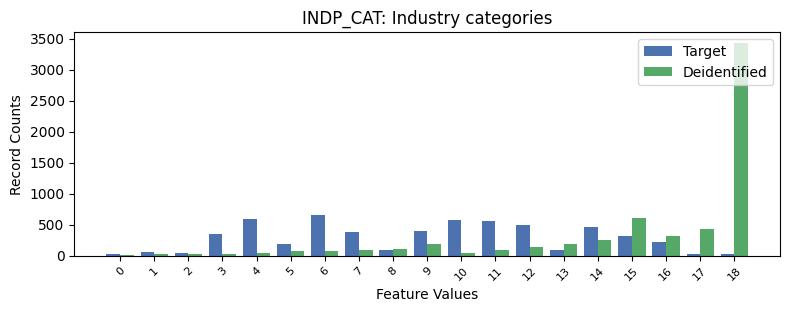 INDP_CAT: Industry categories
3500
3000
2500
2000
1500
1000
500
0
Record Counts
Target
Deidentified
0 1 2 3 4 5 6 7 8 9 10 11 12 13 14 15 16 17 18
Feature Values